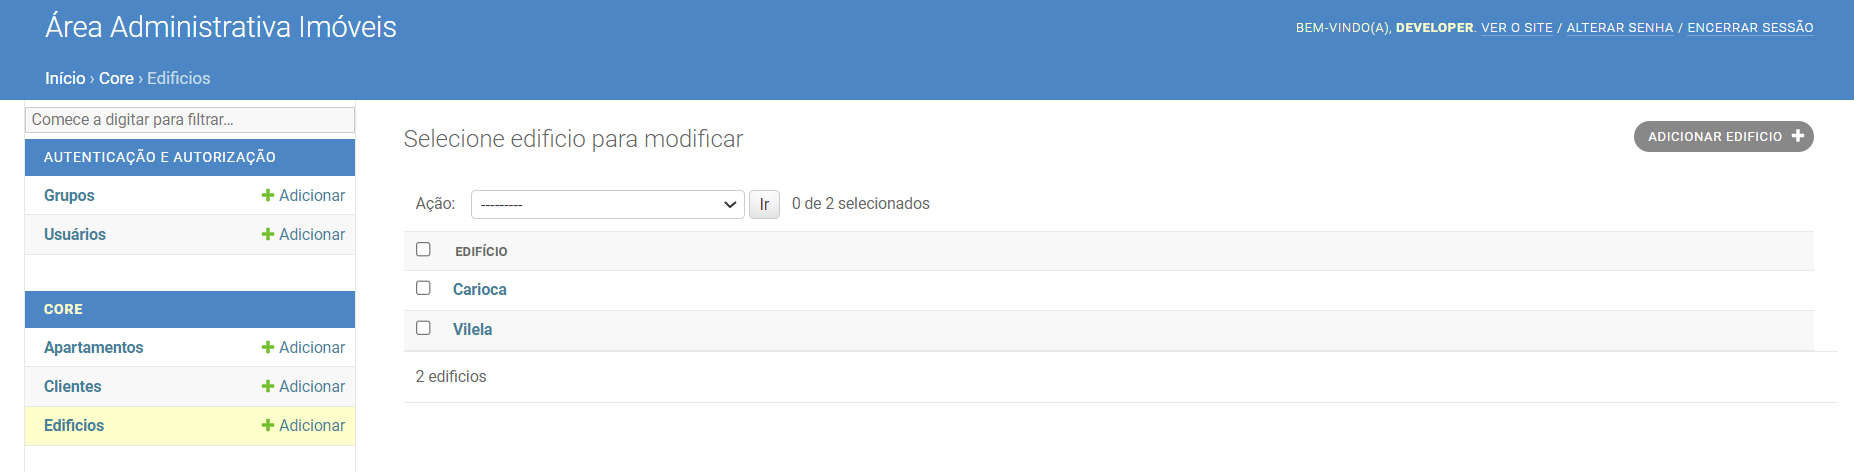 Área Administrativa Imóveis
BEM-VINDO(A), DEVELOPER. VER O SITE / ALTERAR SENHA / ENCERRAR SESSÃO
Início › Core › Edificios
Comece a digitar para filtrar...
AUTENTICAÇÃO E AUTORIZAÇÃO
Grupos + Adicionar
Usuários + Adicionar
CORE
Apartamentos + Adicionar
Clientes + Adicionar
Edificios + Adicionar
Selecione edificio para modificar
ADICIONAR EDIFICIO +
Ação: --------- Ir 0 de 2 selecionados
EDIFÍCIO
Carioca
Vilela
2 edificios